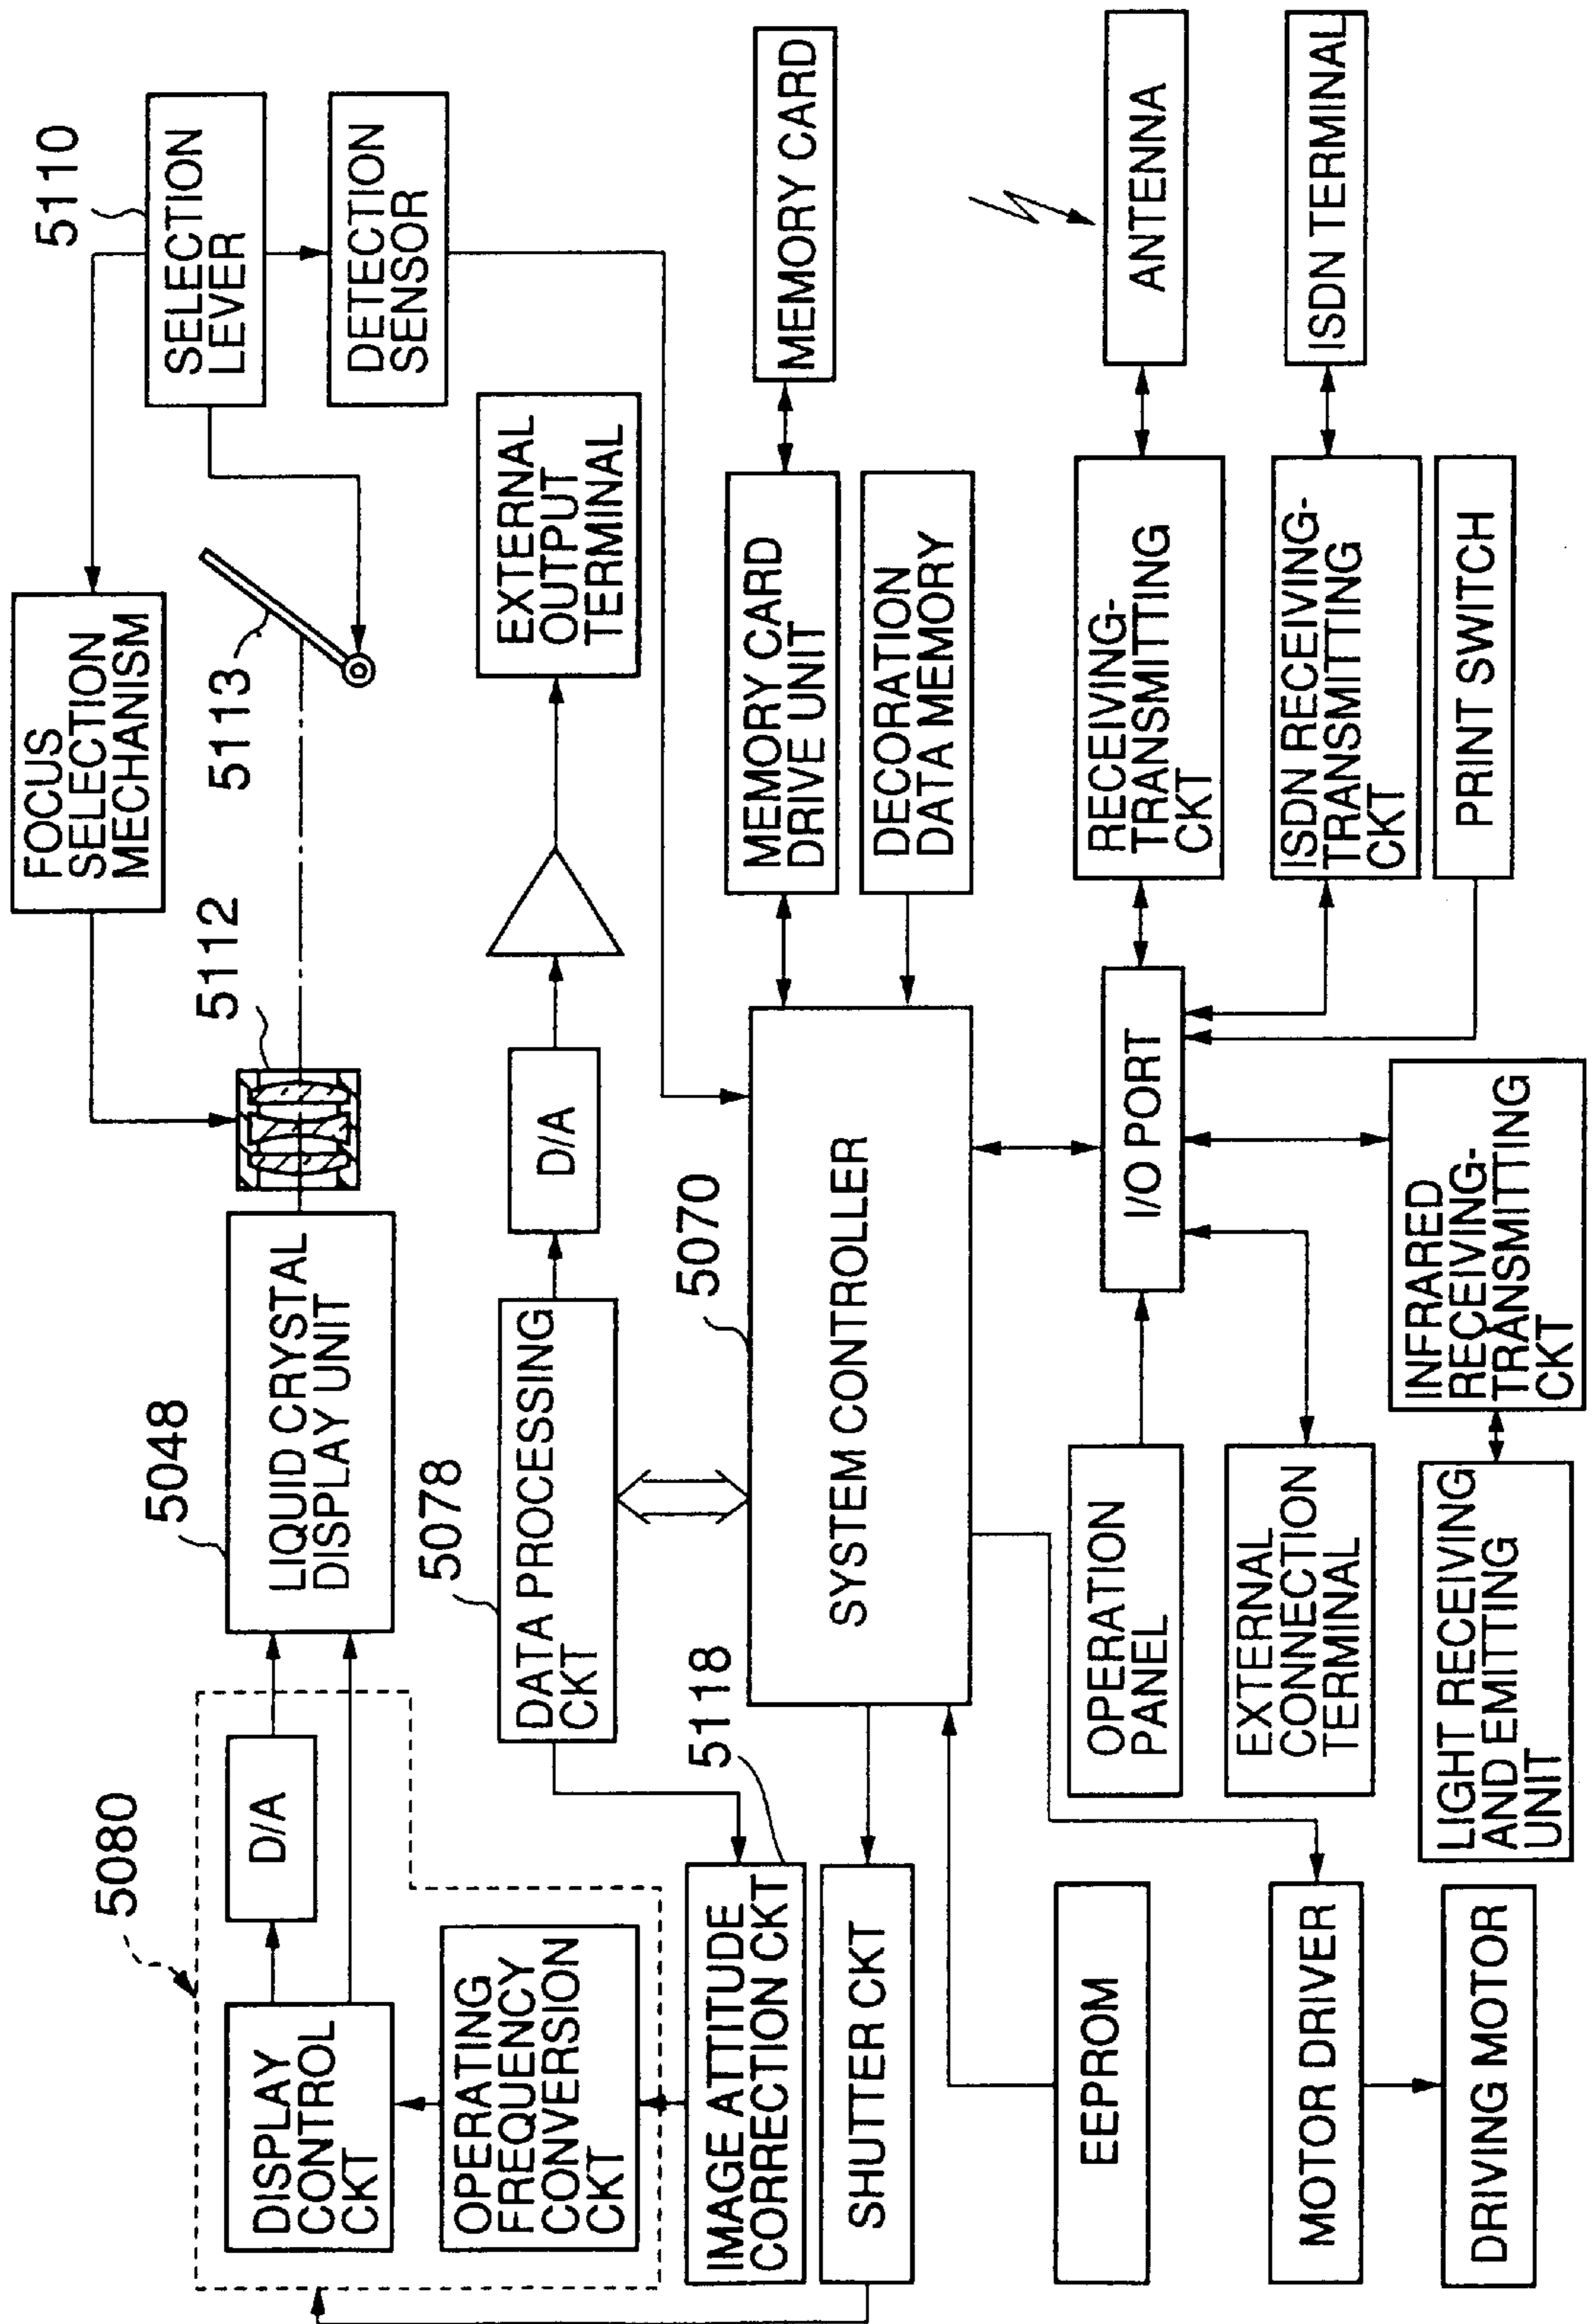 5080
D/A
DISPLAY
CONTROL
CKT
OPERATING
FREQUENCY
CONVERSION
CKT
5048
LIQUID CRYSTAL
DISPLAY UNIT
5112
FOCUS
SELECTION
MECHANISM
5113
5110
SELECTION
LEVER
DETECTION
SENSOR
5078
DATA PROCESSING
CKT
D/A
EXTERNAL
OUTPUT
TERMINAL
IMAGE ATTITUDE
CORRECTION CKT
5118
SHUTTER CKT
5070
SYSTEM CONTROLLER
MEMORY CARD
DRIVE UNIT
MEMORY CARD
DECORATION
DATA MEMORY
EEPROM
OPERATION
PANEL
I/O PORT
RECEIVING-
TRANSMITTING
CKT
ANTENNA
EXTERNAL
CONNECTION
TERMINAL
ISDN RECEIVING-
TRANSMITTING
CKT
ISDN TERMINAL
MOTOR DRIVER
DRIVING MOTOR
LIGHT RECEIVING
AND EMITTING
UNIT
INFRARED
RECEIVING-
TRANSMITTING
CKT
PRINT SWITCH